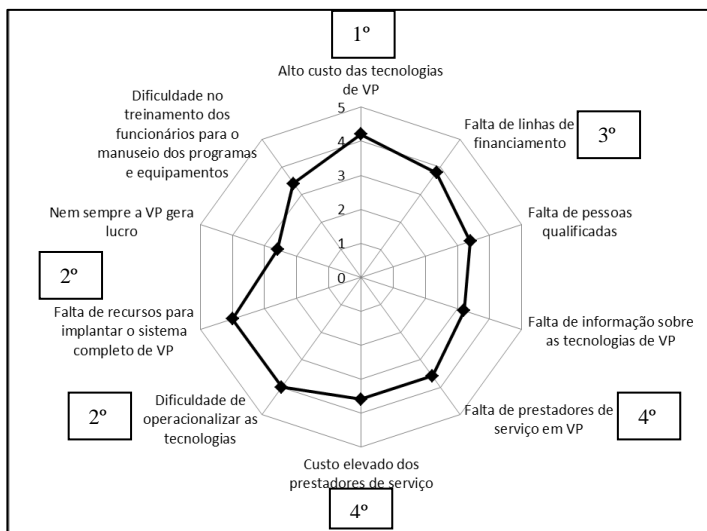 1º
Alto custo das tecnologias
de VP
Dificuldade no
treinamento dos
funcionários para o
manuseio dos programas
e equipamentos
Falta de linhas de
financiamento
3º
Nem sempre a VP gera
lucro
Falta de pessoas
qualificadas
2º
Falta de recursos para
implantar o sistema
completo de VP
Falta de informação sobre
as tecnologias de VP
2º
Dificuldade de
operacionalizar as
tecnologias
Falta de prestadores de
serviço em VP
4º
Custo elevado dos
prestadores de serviço
4º
5
4
3
2
1
0